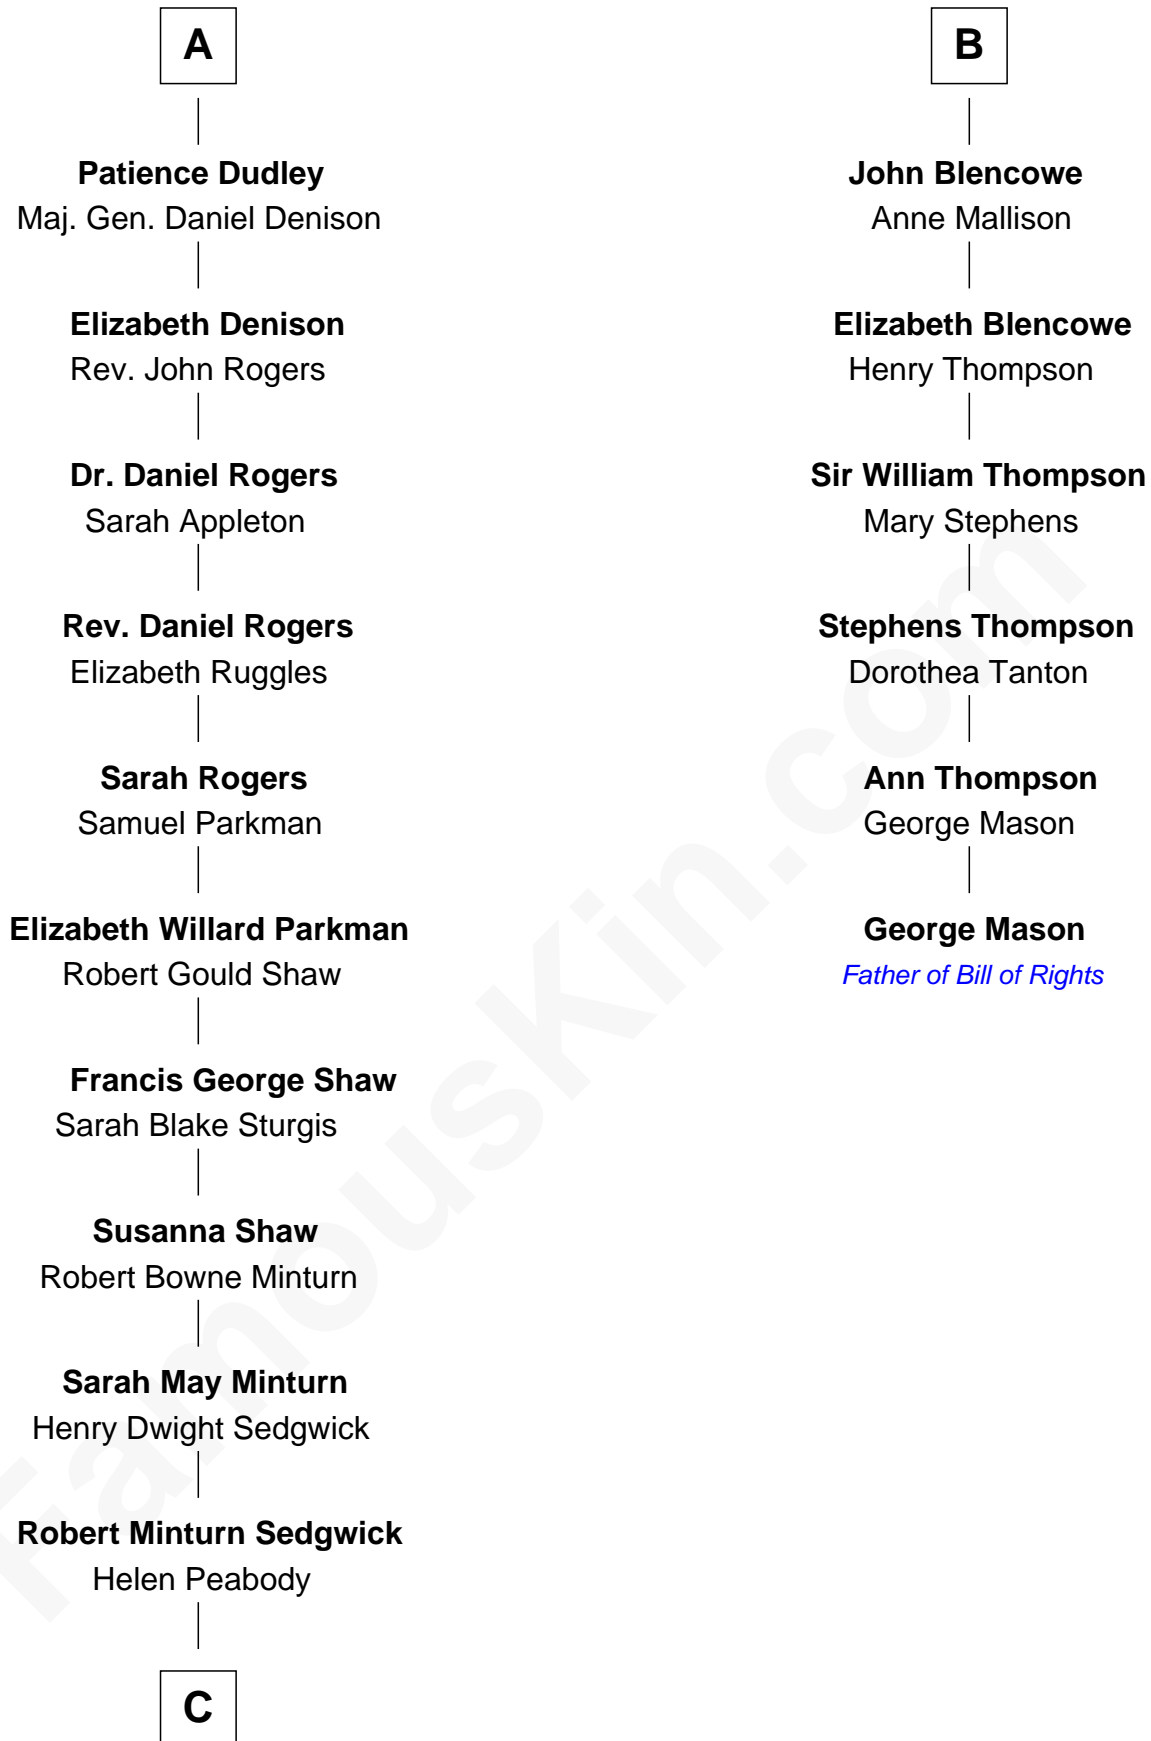 A
Patience Dudley
Maj. Gen. Daniel Denison
Elizabeth Denison
Rev. John Rogers
Dr. Daniel Rogers
Sarah Appleton
Rev. Daniel Rogers
Elizabeth Ruggles
Sarah Rogers
Samuel Parkman
Elizabeth Willard Parkman
Robert Gould Shaw
Francis George Shaw
Sarah Blake Sturgis
Susanna Shaw
Robert Bowne Minturn
Sarah May Minturn
Henry Dwight Sedgwick
Robert Minturn Sedgwick
Helen Peabody
C
B
John Blencowe
Anne Mallison
Elizabeth Blencowe
Henry Thompson
Sir William Thompson
Mary Stephens
Stephens Thompson
Dorothea Tanton
Ann Thompson
George Mason
George Mason
Father of Bill of Rights
FamousKin.com